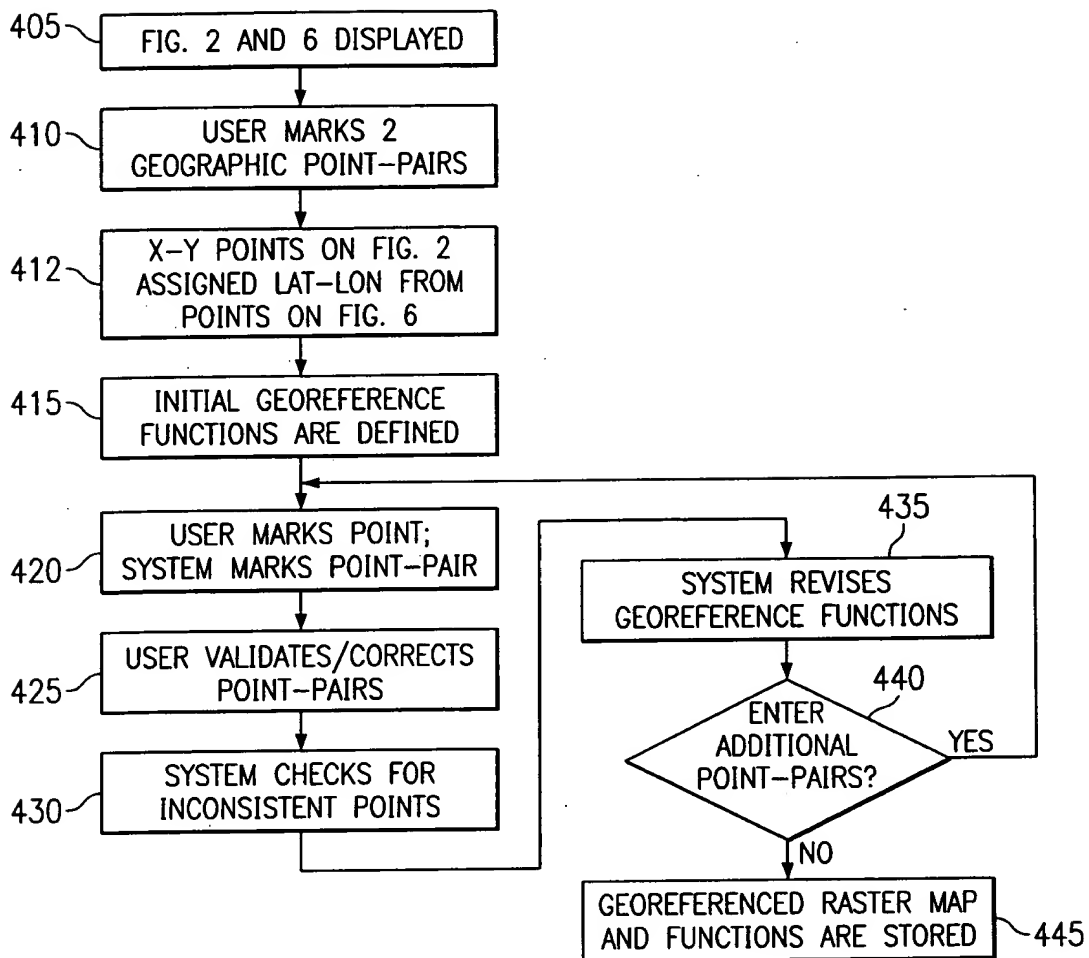 405
FIG. 2 AND 6 DISPLAYED
410
USER MARKS 2
GEOGRAPHIC POINT-PAIRS
412
X-Y POINTS ON FIG. 2
ASSIGNED LAT-LON FROM
POINTS ON FIG. 6
415
INITIAL GEOREFERENCE
FUNCTIONS ARE DEFINED
420
USER MARKS POINT;
SYSTEM MARKS POINT-PAIR
425
USER VALIDATES/CORRECTS
POINT-PAIRS
430
SYSTEM CHECKS FOR
INCONSISTENT POINTS
435
SYSTEM REVISES
GEOREFERENCE FUNCTIONS
440
ENTER
ADDITIONAL
POINT-PAIRS?
YES
NO
GEOREFERENCED RASTER MAP
AND FUNCTIONS ARE STORED
445